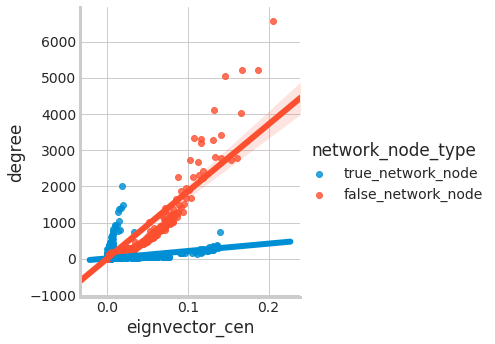 6000
5000
4000
3000
2000
1000
0
−1000
degree
0.0
0.1
0.2
eignvector_cen
network_node_type
true_network_node
false_network_node